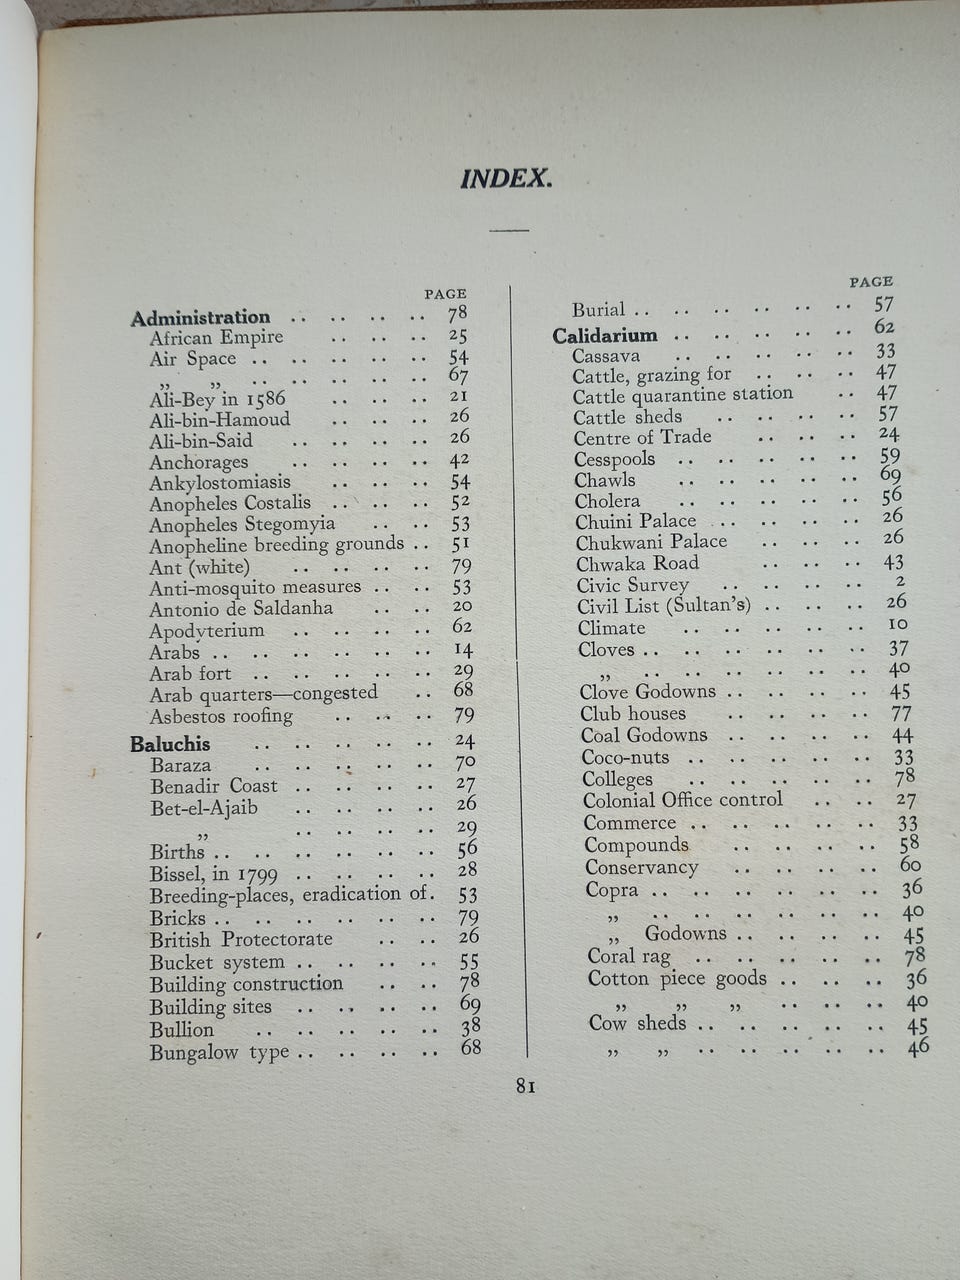 INDEX.
PAGE
Administration .. .. .. .. 78
African Empire .. .. .. 25
Air Space .. .. .. .. .. 54
„ „ .. .. .. .. .. 67
Ali-Bey in 1586 .. .. .. 21
Ali-bin-Hamoud .. .. .. 26
Ali-bin-Said .. .. .. .. 26
Anchorages .. .. .. .. 42
Ankylostomiasis .. .. .. 54
Anopheles Costalis .. .. .. 52
Anopheles Stegomyia .. .. 53
Anopheline breeding grounds .. 51
Ant (white) .. .. .. .. 79
Anti-mosquito measures .. .. 53
Antonio de Saldanha .. .. 20
Apodyterium .. .. .. .. 62
Arabs .. .. .. .. .. .. 14
Arab fort .. .. .. .. .. 29
Arab quarters—congested .. 68
Asbestos roofing .. .. .. 79
Baluchis .. .. .. .. .. 24
Baraza .. .. .. .. .. 70
Benadir Coast .. .. .. .. 27
Bet-el-Ajaib .. .. .. .. 26
„ .. .. .. .. 29
Births .. .. .. .. .. .. 56
Bissel, in 1799 .. .. .. .. 28
Breeding-places, eradication of. 53
Bricks .. .. .. .. .. .. 79
British Protectorate .. .. 26
Bucket system .. .. .. .. 55
Building construction .. .. 78
Building sites .. .. .. .. 69
Bullion .. .. .. .. .. 38
Bungalow type .. .. .. .. 68
PAGE
Burial .. .. .. .. .. .. 57
Calidarium .. .. .. .. .. 62
Cassava .. .. .. .. .. 33
Cattle, grazing for .. .. .. 47
Cattle quarantine station .. 47
Cattle sheds .. .. .. .. 57
Centre of Trade .. .. .. 24
Cesspools .. .. .. .. .. 59
Chawls .. .. .. .. .. 69
Cholera .. .. .. .. .. 56
Chuini Palace .. .. .. .. 26
Chukwani Palace .. .. .. 26
Chwaka Road .. .. .. 43
Civic Survey .. .. .. .. 2
Civil List (Sultan's) .. .. .. 26
Climate .. .. .. .. .. 10
Cloves .. .. .. .. .. .. 37
„ .. .. .. .. .. 40
Clove Godowns .. .. .. .. 45
Club houses .. .. .. .. 77
Coal Godowns .. .. .. .. 44
Coco-nuts .. .. .. .. .. 33
Colleges .. .. .. .. .. 78
Colonial Office control .. .. 27
Commerce .. .. .. .. .. 33
Compounds .. .. .. .. 58
Conservancy .. .. .. .. 60
Copra .. .. .. .. .. .. 36
„ .. .. .. .. .. .. 40
„ Godowns .. .. .. .. 45
Coral rag .. .. .. .. .. 78
Cotton piece goods .. .. .. 36
„ „ „ .. .. .. 40
Cow sheds .. .. .. .. .. 45
„ „ .. .. .. .. .. 46
81